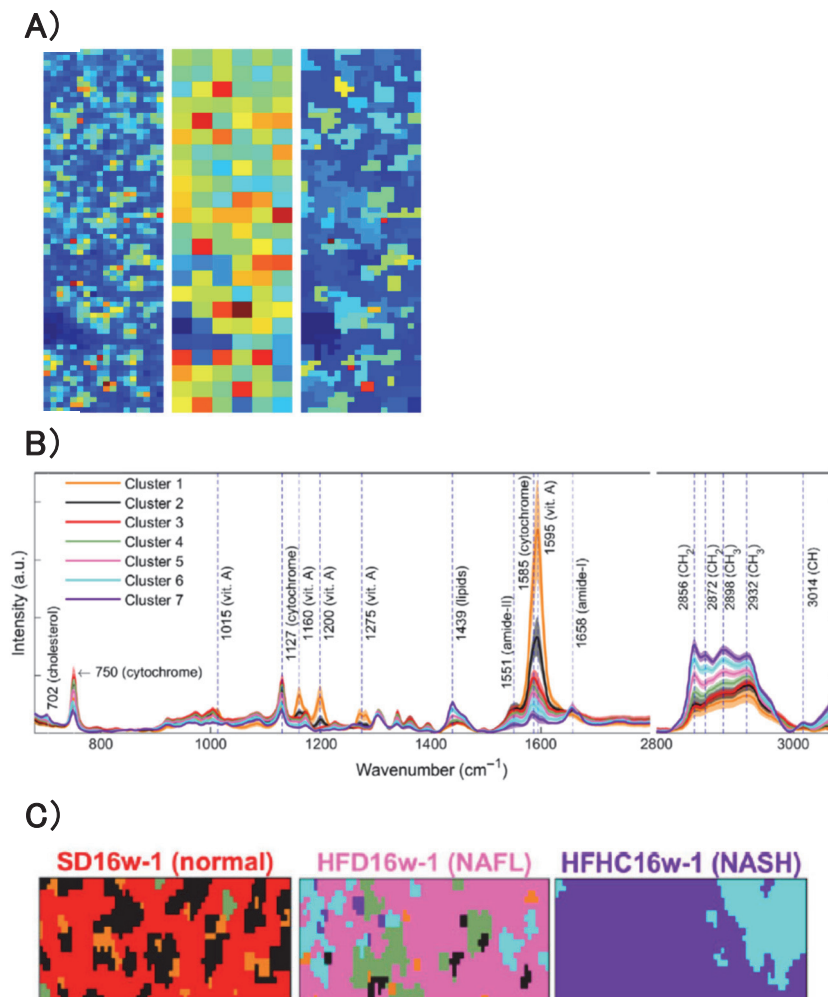 A)
B)
Cluster 1
Cluster 2
Cluster 3
Cluster 4
Cluster 5
Cluster 6
Cluster 7
Intensity (a.u.)
702 (cholesterol)
← 750 (cytochrome)
1015 (vit. A)
1127 (cytochrome)
1160 (vit. A)
1200 (vit. A)
1275 (vit. A)
1439 (lipids)
1551 (amide-II)
1585 (cytochrome)
1595 (vit. A)
1658 (amide-I)
2856 (CH₂)
2872 (CH₂)
2898 (CH₃)
2932 (CH₃)
3014 (CH)
800 1000 1200 1400 1600 2800 3000
Wavenumber (cm⁻¹)
C)
SD16w-1 (normal) HFD16w-1 (NAFL) HFHC16w-1 (NASH)